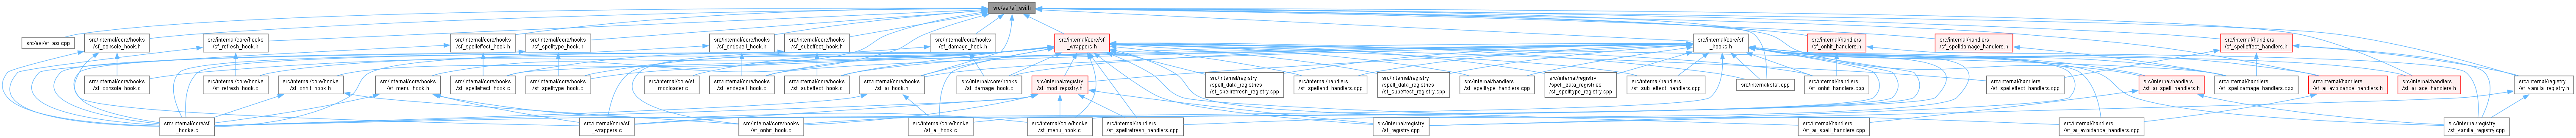 src/asi/sf_asi.h
src/asi/sf_asi.cpp
src/internal/core/hooks
/sf_console_hook.h
src/internal/core/hooks
/sf_refresh_hook.h
src/internal/core/hooks
/sf_spelleffect_hook.h
src/internal/core/hooks
/sf_spelltype_hook.h
src/internal/core/hooks
/sf_endspell_hook.h
src/internal/core/hooks
/sf_subeffect_hook.h
src/internal/core/hooks
/sf_damage_hook.h
src/internal/core/sf
_wrappers.h
src/internal/core/sf
_hooks.h
src/internal/handlers
/sf_onhit_handlers.h
src/internal/handlers
/sf_spelldamage_handlers.h
src/internal/handlers
/sf_spelleffect_handlers.h
src/internal/core/hooks
/sf_console_hook.c
src/internal/core/hooks
/sf_refresh_hook.c
src/internal/core/hooks
/sf_onhit_hook.h
src/internal/core/hooks
/sf_menu_hook.h
src/internal/core/hooks
/sf_spelleffect_hook.c
src/internal/core/hooks
/sf_spelltype_hook.c
src/internal/core/sf
_modloader.c
src/internal/core/hooks
/sf_endspell_hook.c
src/internal/core/hooks
/sf_subeffect_hook.c
src/internal/core/hooks
/sf_ai_hook.h
src/internal/core/hooks
/sf_damage_hook.c
src/internal/registry
/sf_mod_registry.h
src/internal/registry
/spell_data_registries
/sf_spellrefresh_registry.cpp
src/internal/handlers
/sf_spellend_handlers.cpp
src/internal/registry
/spell_data_registries
/sf_subeffect_registry.cpp
src/internal/handlers
/sf_spelltype_handlers.cpp
src/internal/registry
/spell_data_registries
/sf_spelltype_registry.cpp
src/internal/handlers
/sf_sub_effect_handlers.cpp
src/internal/test.cpp
src/internal/handlers
/sf_onhit_handlers.cpp
src/internal/handlers
/sf_spelleffect_handlers.cpp
src/internal/handlers
/sf_ai_spell_handlers.h
src/internal/handlers
/sf_spelldamage_handlers.cpp
src/internal/handlers
/sf_ai_avoidance_handlers.h
src/internal/handlers
/sf_ai_aoe_handlers.h
src/internal/registry
/sf_vanilla_registry.h
src/internal/core/sf
_hooks.c
src/internal/core/sf
_wrappers.c
src/internal/core/hooks
/sf_onhit_hook.c
src/internal/core/hooks
/sf_ai_hook.c
src/internal/core/hooks
/sf_menu_hook.c
src/internal/handlers
/sf_spellrefresh_handlers.cpp
src/internal/registry
/sf_registry.cpp
src/internal/handlers
/sf_ai_spell_handlers.cpp
src/internal/handlers
/sf_ai_avoidance_handlers.cpp
src/internal/registry
/sf_vanilla_registry.cpp